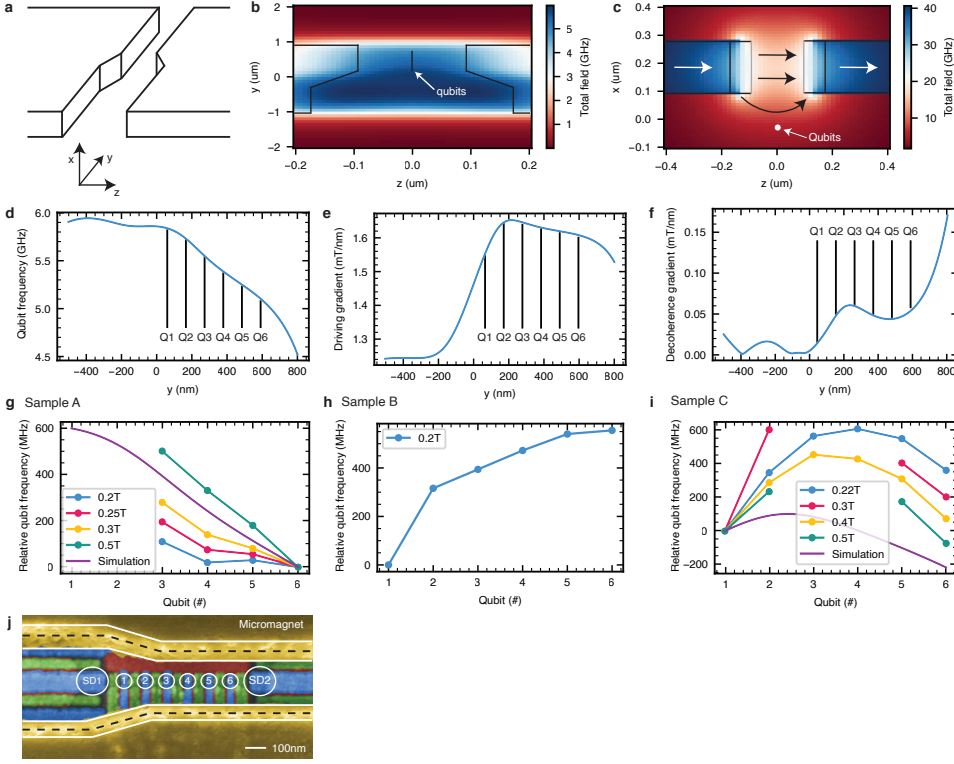 a
x
y
z
b
y (um)
2
1
0
−1
−2
qubits
−0.2
−0.1
0.0
0.1
0.2
z (um)
5
4
3
2
1
Total field (GHz)
c
x (um)
0.4
0.3
0.2
0.1
0.0
−0.1
Qubits
−0.4
−0.2
0.0
0.2
0.4
z (um)
40
30
20
10
Total field (GHz)
d
Qubit frequency (GHz)
6.0
5.5
5.0
4.5
Q1 Q2 Q3 Q4 Q5 Q6
−400 −200 0 200 400 600 800
y (nm)
e
Driving gradient (mT/nm)
1.6
1.5
1.4
1.3
Q1 Q2 Q3 Q4 Q5 Q6
−400 −200 0 200 400 600 800
y (nm)
f
Decoherence gradient (mT/nm)
0.15
0.10
0.05
0.00
Q1 Q2 Q3 Q4 Q5 Q6
−400 −200 0 200 400 600 800
y (nm)
g Sample A
Relative qubit frequency (MHz)
600
400
200
0
0.2T
0.25T
0.3T
0.5T
Simulation
1 2 3 4 5 6
Qubit (#)
h Sample B
Relative qubit frequency (MHz)
400
200
0
0.2T
1 2 3 4 5 6
Qubit (#)
i Sample C
Relative qubit frequency (MHz)
600
400
200
0
−200
0.22T
0.3T
0.4T
0.5T
Simulation
1 2 3 4 5 6
Qubit (#)
j
Micromagnet
SD1 1 2 3 4 5 6 SD2
100nm